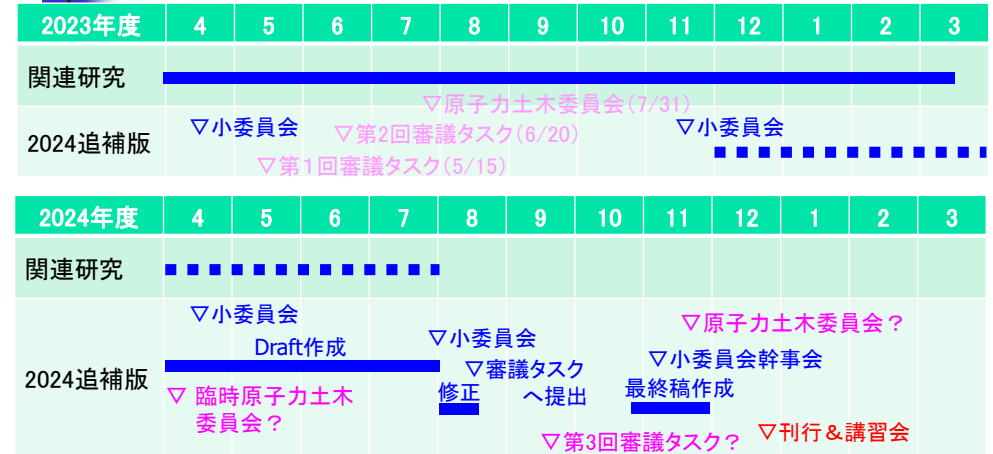 2023年度 4 5 6 7 8 9 10 11 12 1 2 3
関連研究
▽原子力土木委員会(7/31)
2024追補版
▽小委員会
▽第2回審議タスク(6/20)
▽小委員会
▽第1回審議タスク(5/15)
2024年度 4 5 6 7 8 9 10 11 12 1 2 3
関連研究
2024追補版
▽小委員会
▽原子力土木委員会？
Draft作成
▽小委員会
▽小委員会幹事会
▽審議タスク
へ提出
▽ 臨時原子力土木
委員会？
修正
最終稿作成
▽第3回審議タスク？
▽刊行＆講習会